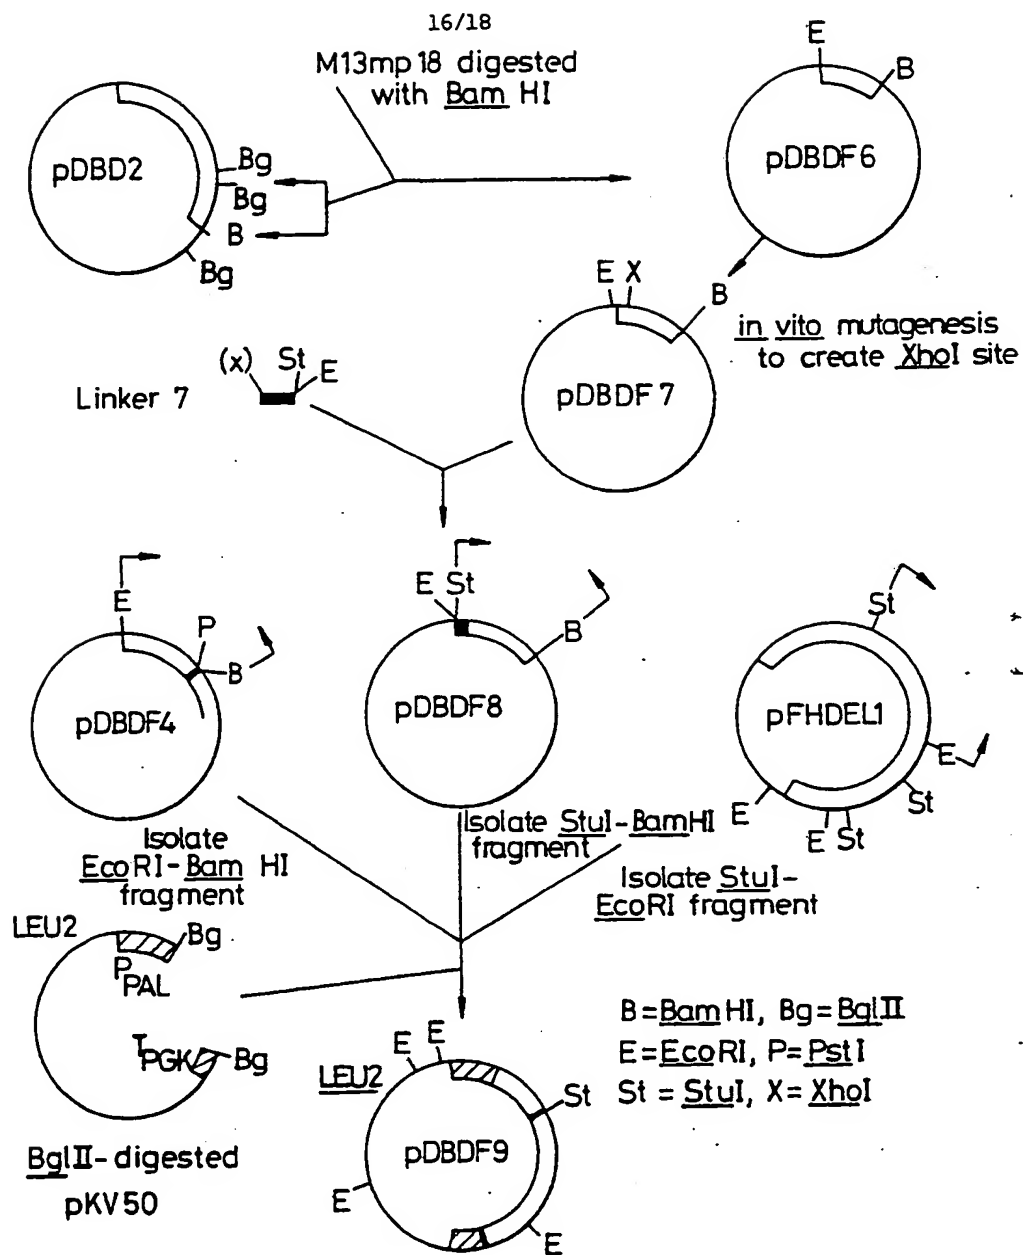 16/18
M13mp 18 digested
with Bam HI
pDBD2
Bg
Bg
B
Bg
E
B
pDBDF6
E X
B
pDBDF7
in vito mutagenesis
to create XhoI site
Linker 7
(x)
St
E
E
P
B
pDBDF4
E St
B
pDBDF8
St
E
St
St
E
E
pFHDEL1
Isolate
EcoRI-Bam HI
fragment
Isolate StuI-BamHI
fragment
Isolate StuI-
EcoRI fragment
LEU2
Bg
PPAL
TPGK
Bg
BglII-digested
pKV50
E
E
LEU2
St
pDBDF9
E
E
B=BamHI, Bg=BglII
E=EcoRI, P=PstI
St = StuI, X=XhoI